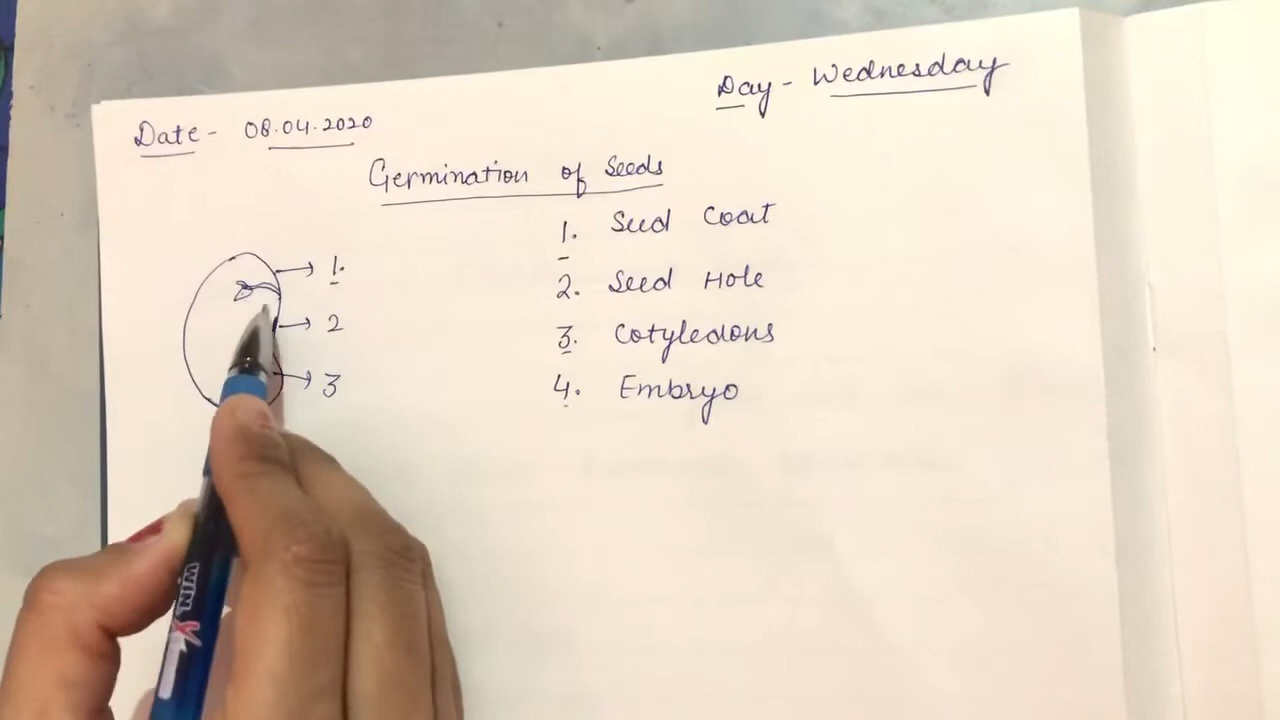 Day - Wednesday
Date - 08.04.2020
Germination of Seeds
1. Seed Coat
2. Seed Hole
3. Cotyledons
4. Embryo
1.
2
3
WIN